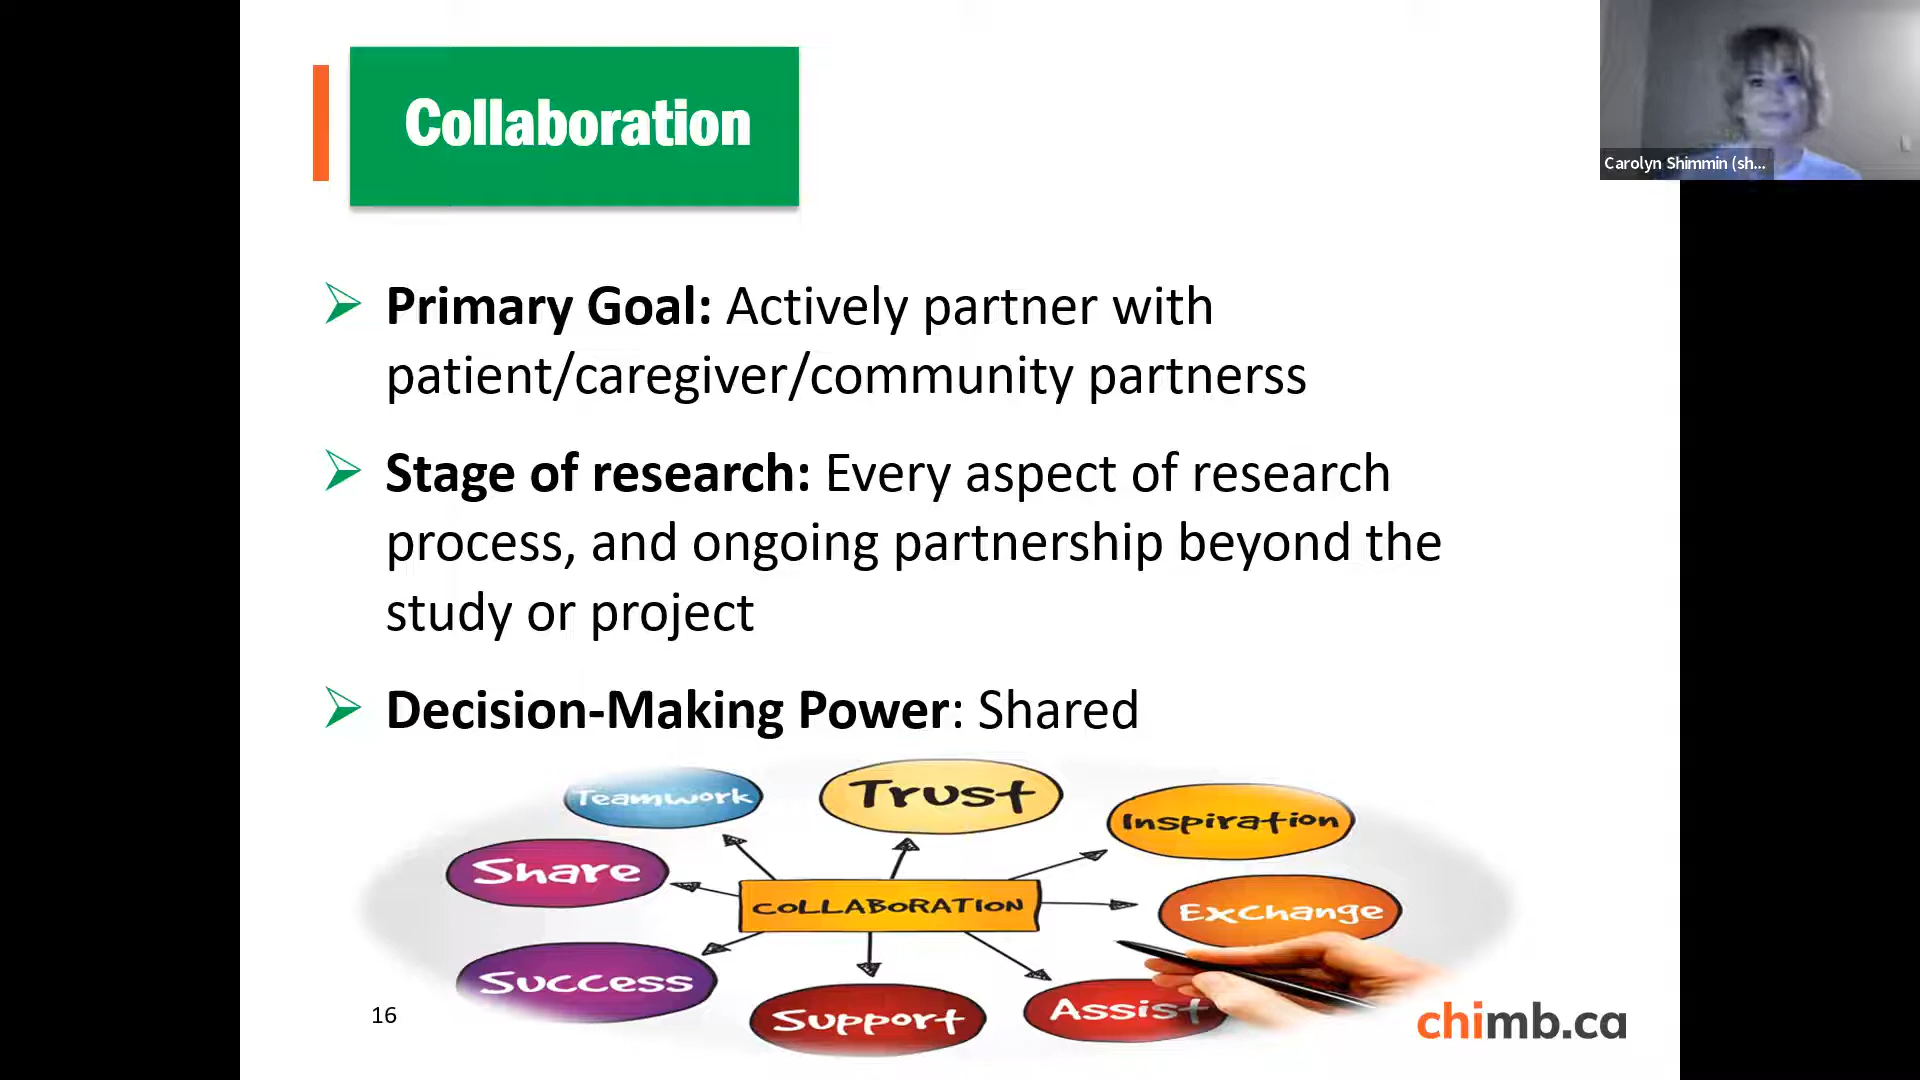 Collaboration
Carolyn Shimmin (sh...
Primary Goal: Actively partner with
patient/caregiver/community partnerss
Stage of research: Every aspect of research
process, and ongoing partnership beyond the
study or project
Decision-Making Power: Shared
Teamwork
Trust
Inspiration
Share
COLLABORATION
Exchange
Success
Support
Assist
16
chimb.ca